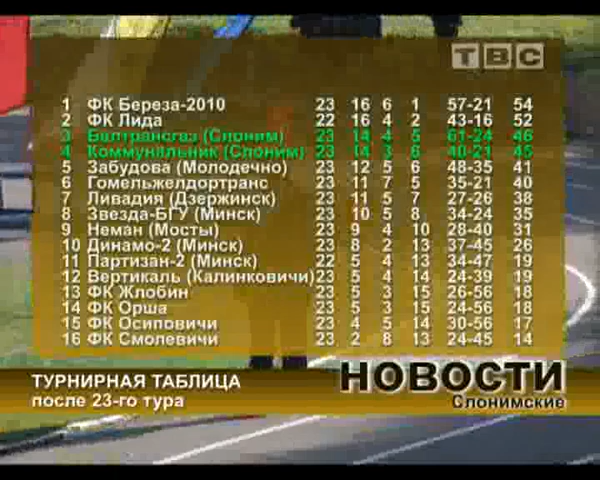 ТВС
1 ФК Береза-2010 23 16 6 1 57-21 54
2 ФК Лида 22 16 4 2 43-16 52
3 Белтрансгаз (Слоним) 23 14 4 5 61-24 46
4 Коммунальник (Слоним) 23 14 3 6 40-21 45
5 Забудова (Молодечно) 23 12 5 6 48-35 41
6 Гомельжелдортранс 23 11 7 5 35-21 40
7 Ливадия (Дзержинск) 23 11 5 7 27-26 38
8 Звезда-БГУ (Минск) 23 10 5 8 34-24 35
9 Неман (Мосты) 23 9 4 10 28-40 31
10 Динамо-2 (Минск) 23 8 2 13 37-45 26
11 Партизан-2 (Минск) 22 5 4 13 34-47 19
12 Вертикаль (Калинковичи) 23 5 4 14 24-39 19
13 ФК Жлобин 23 5 3 15 26-56 18
14 ФК Орша 23 5 3 15 24-56 18
15 ФК Осиповичи 23 4 5 14 30-56 17
16 ФК Смолевичи 23 2 8 13 24-45 14
ТУРНИРНАЯ ТАБЛИЦА
после 23-го тура
НОВОСТИ
Слонимские